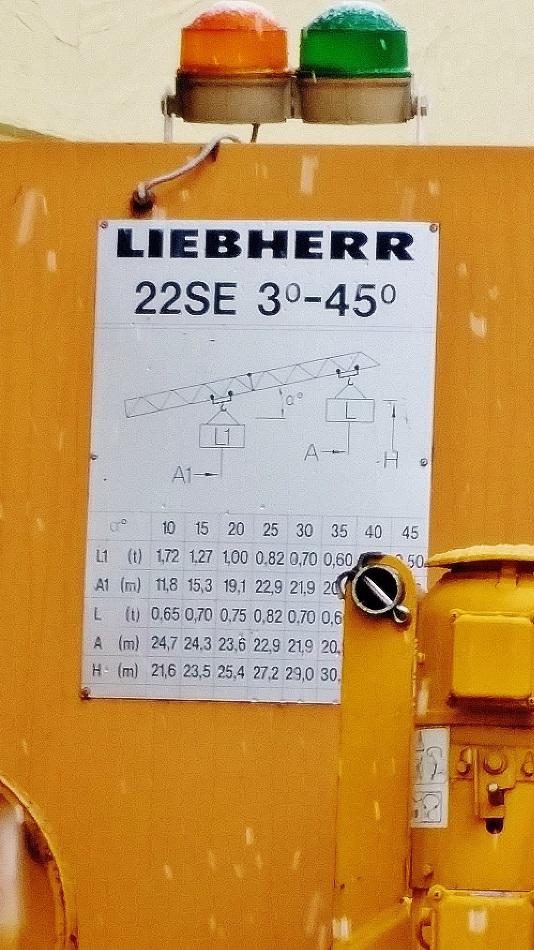 LIEBHERR
22SE 3°-45°
α°
L1
L
A
H
A1
α° 10 15 20 25 30 35 40 45
L1 (t) 1,72 1,27 1,00 0,82 0,70 0,60 0,50
A1 (m) 11,8 15,3 19,1 22,9 21,9
L (t) 0,65 0,70 0,75 0,82 0,70
A (m) 24,7 24,3 23,6 22,9 21,9
H (m) 21,6 23,5 25,4 27,2 29,0